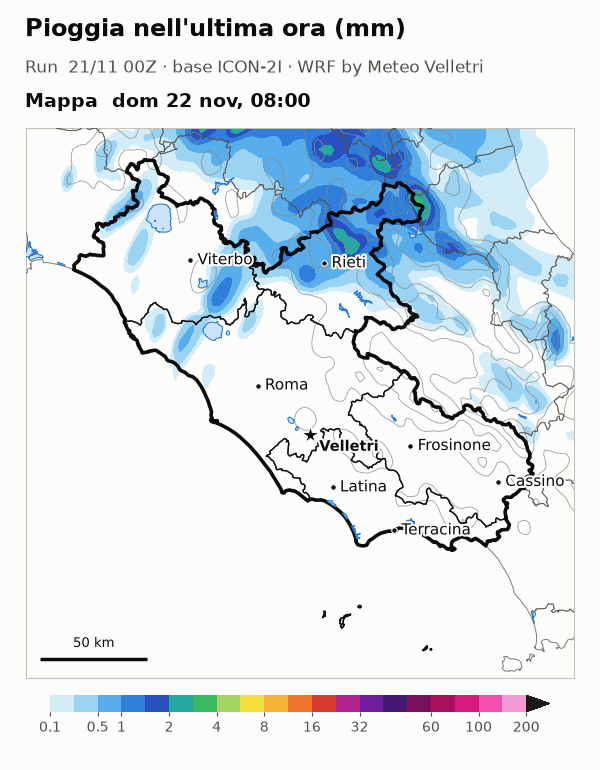 Pioggia nell'ultima ora (mm)
Run  21/11 00Z · base ICON-2I · WRF by Meteo Velletri
Mappa  dom 22 nov, 08:00
Viterbo
Rieti
Roma
Velletri
Frosinone
Latina
Cassino
Terracina
50 km
0.1 0.5 1 2 4 8 16 32 60 100 200